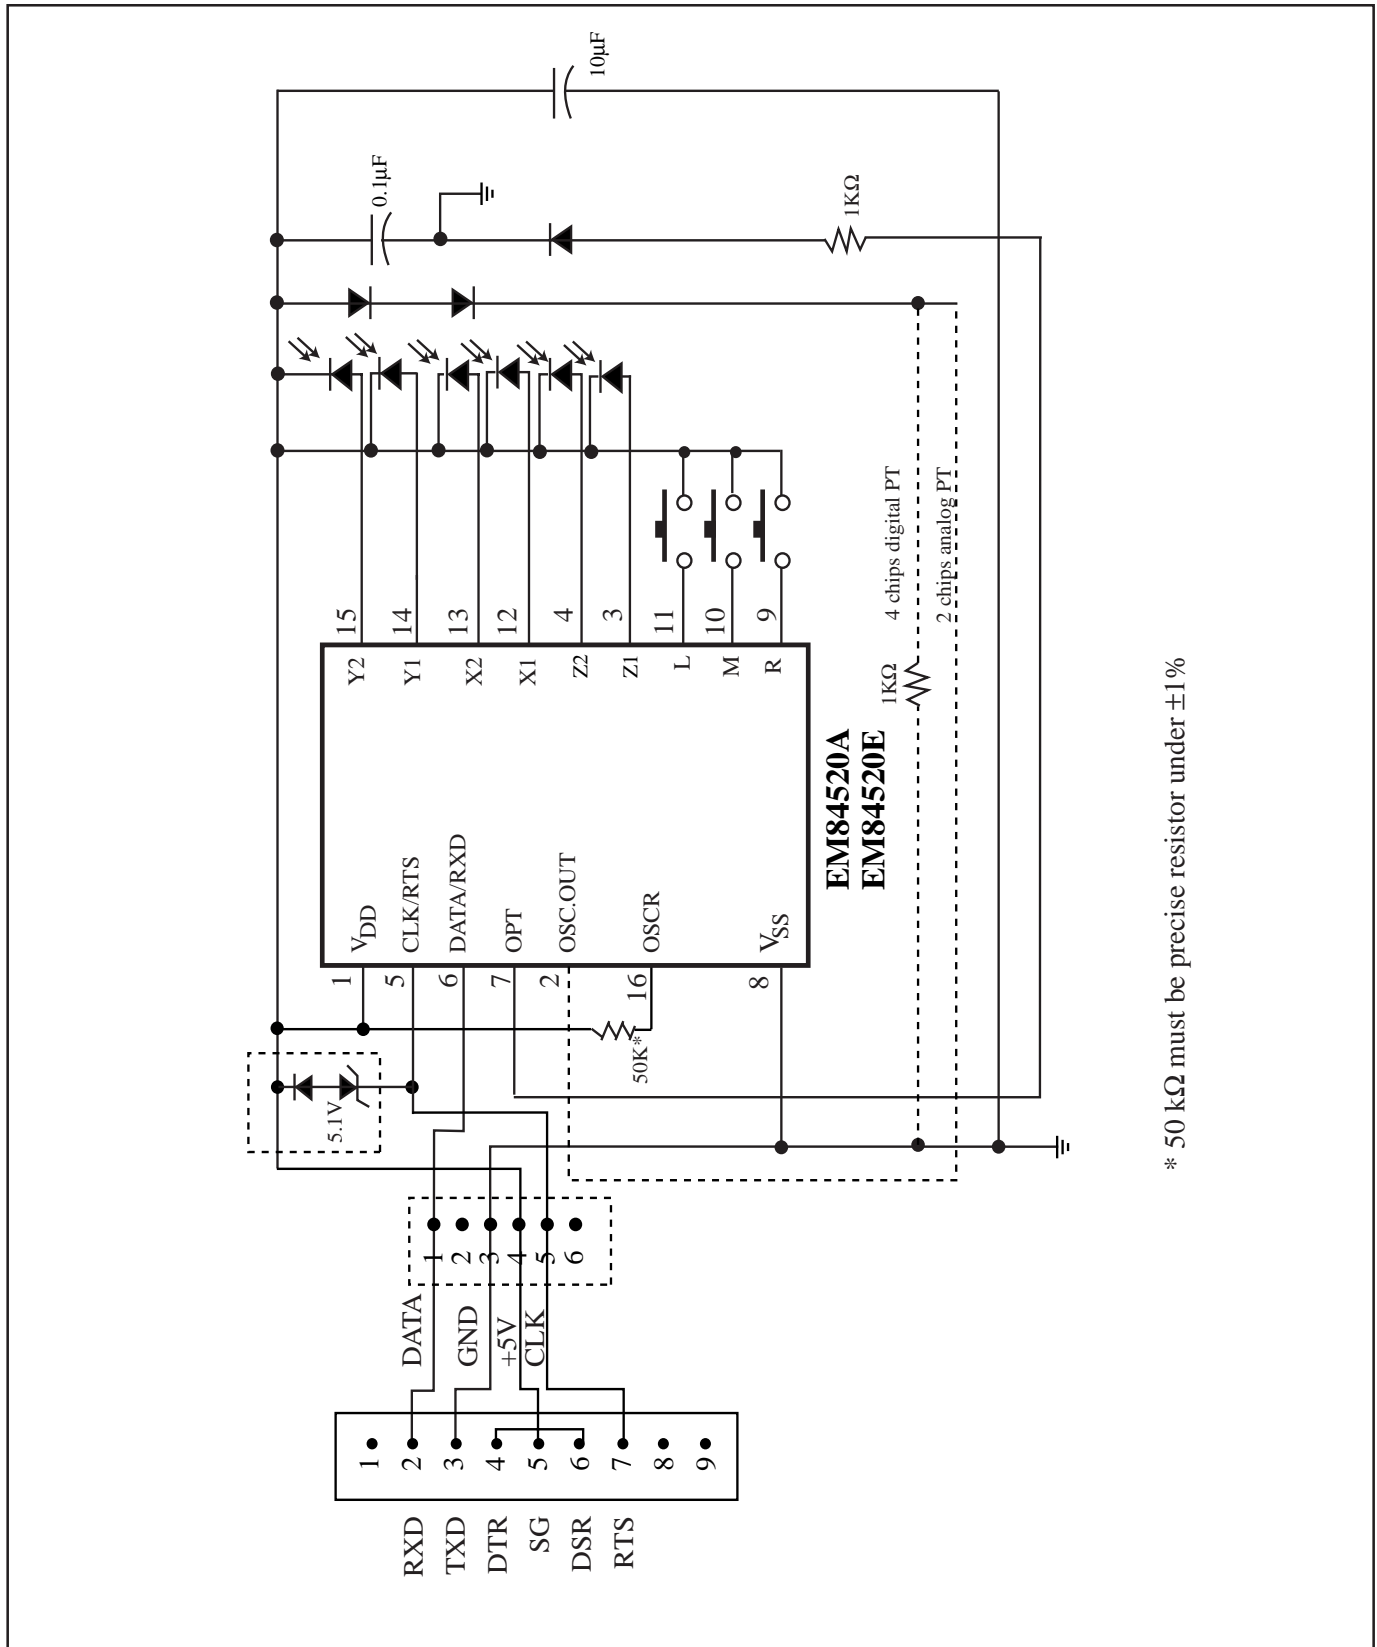 10µF
0.1µF
1KΩ
4 chips digital PT
2 chips analog PT
1KΩ
15
14
13
12
4
3
11
10
9
Y2
Y1
X2
X1
Z2
Z1
L
M
R
EM84520A
EM84520E
VDD
CLK/RTS
DATA/RXD
OPT
OSC.OUT
OSCR
VSS
1
5
6
7
2
16
8
50K*
5.1V
1
2
3
4
5
6
DATA
GND
+5V
CLK
1
2
3
4
5
6
7
8
9
RXD
TXD
DTR
SG
DSR
RTS
* 50 kΩ must be precise resistor under ±1%